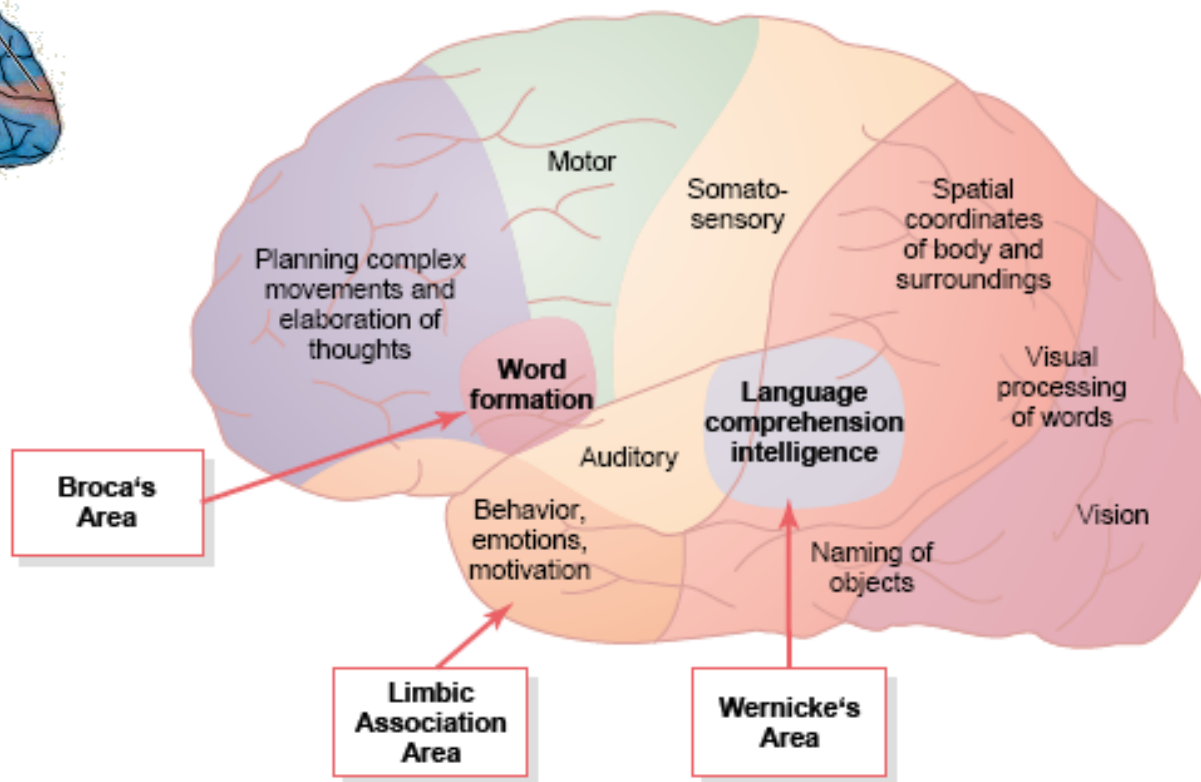 Motor
Somato-
sensory
Spatial
coordinates
of body and
surroundings
Planning complex
movements and
elaboration of
thoughts
Word
formation
Visual
processing
of words
Language
comprehension
intelligence
Auditory
Broca‘s
Area
Behavior,
emotions,
motivation
Vision
Naming of
objects
Limbic
Association
Area
Wernicke‘s
Area